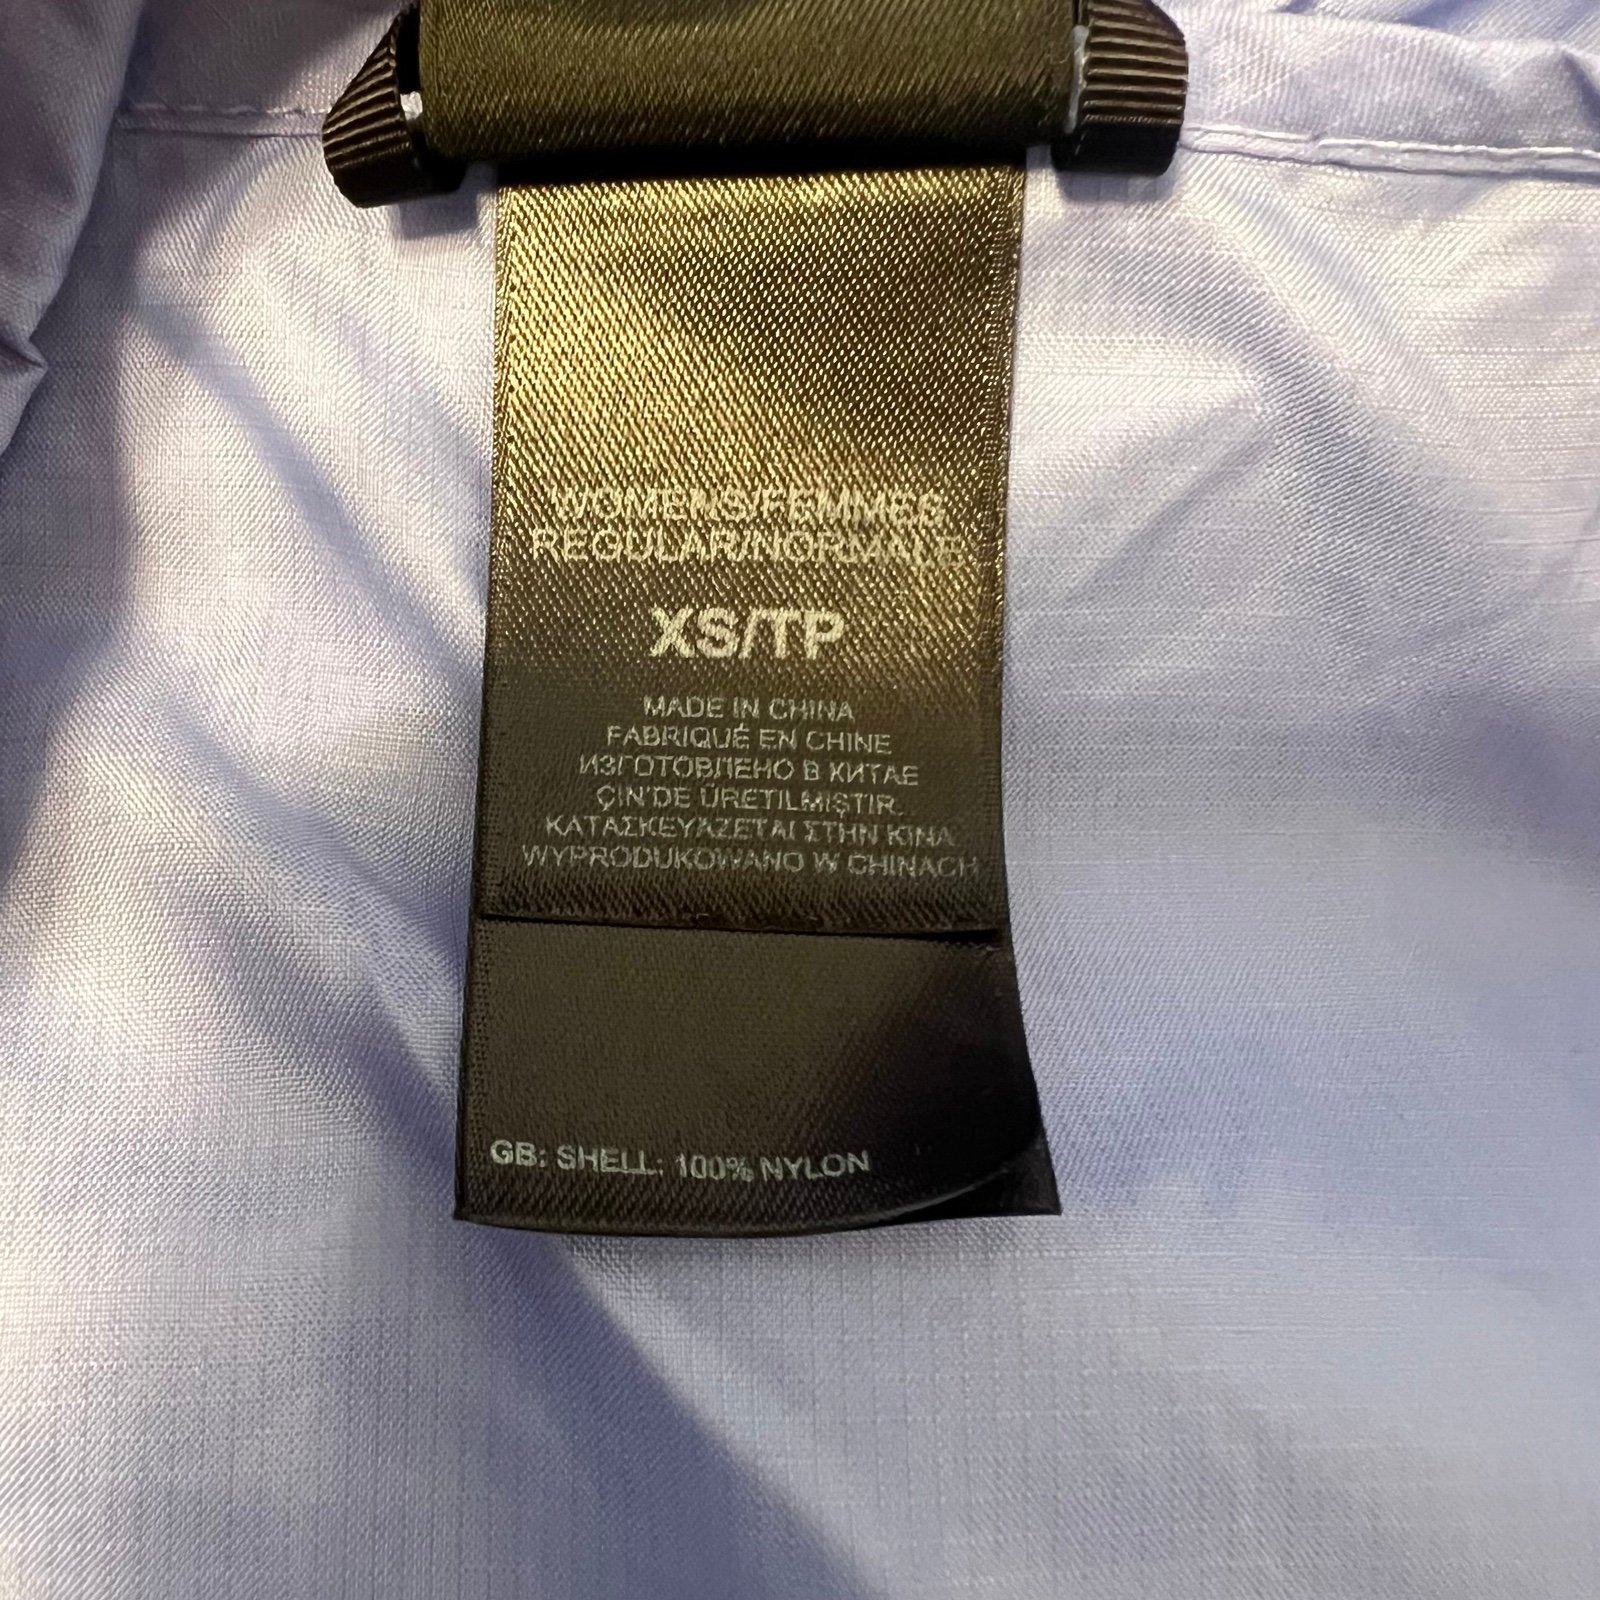 WOMENS/FEMMES
REGULAR/NORMALE
XS/TP
MADE IN CHINA
FABRIQUÉ EN CHINE
ИЗГОТОВЛЕНО В КИТАЕ
ÇİN'DE ÜRETİLMİŞTİR.
ΚΑΤΑΣΚΕΥΑΖΕΤΑΙ ΣΤΗΝ ΚΙΝΑ
WYPRODUKOWANO W CHINACH
GB: SHELL: 100% NYLON